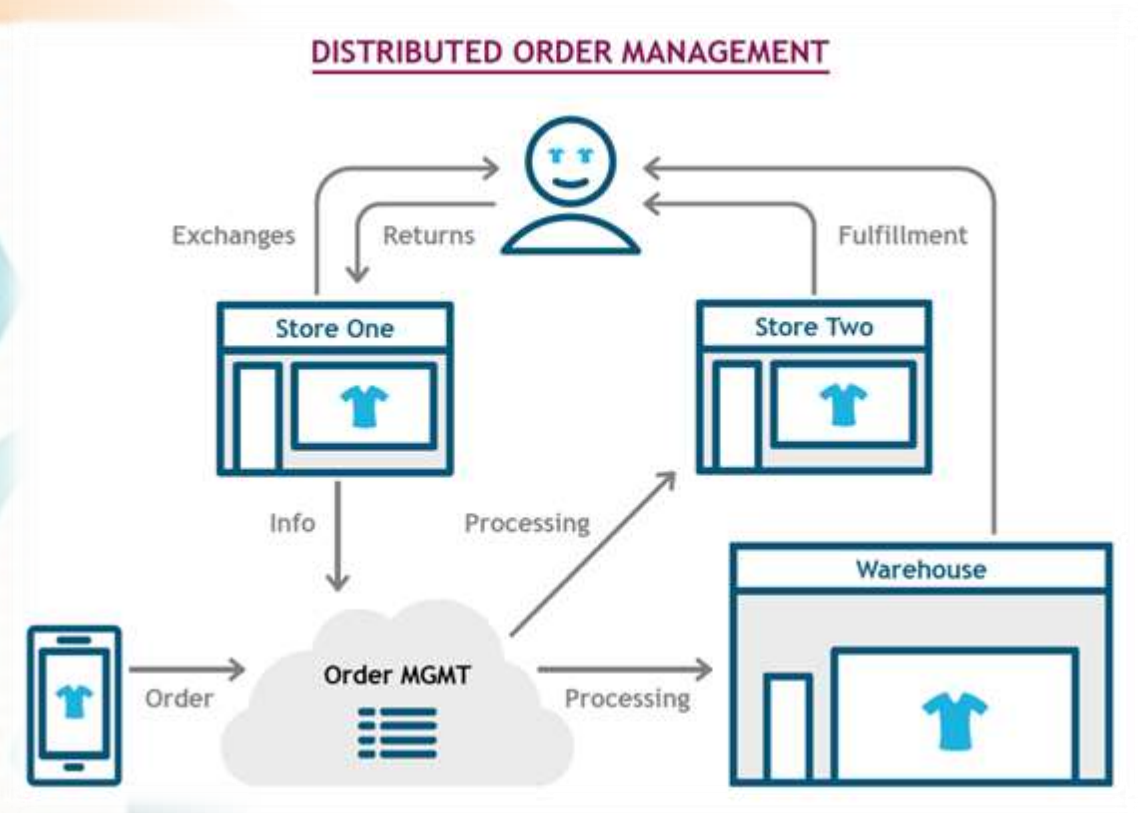 DISTRIBUTED ORDER MANAGEMENT
Exchanges
Returns
Fulfillment
Store One
Store Two
Info
Processing
Warehouse
Order MGMT
Order
Processing